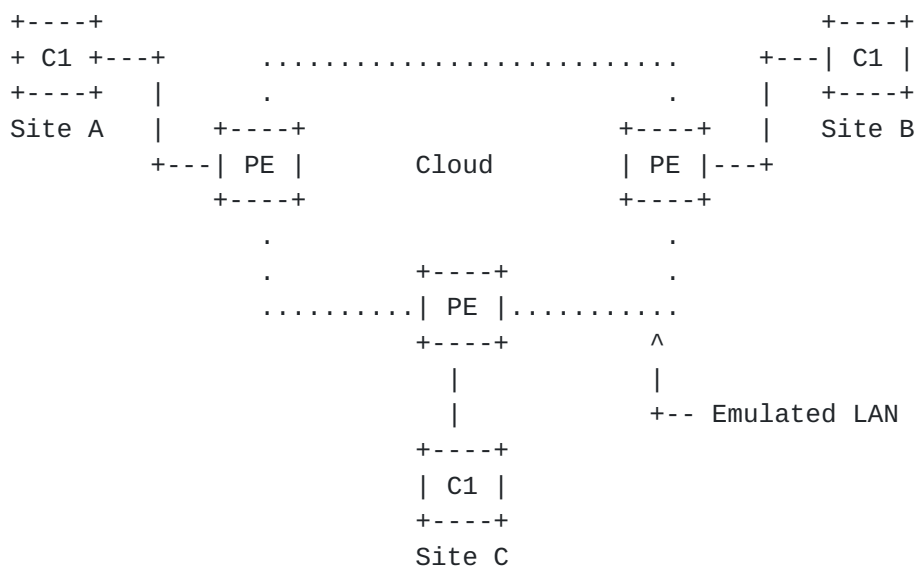 +----+                                              +----+
+ C1 +---+      ...........................     +---| C1 |
+----+   |      .                          .    |   +----+
Site A   |   +----+                    +----+   |   Site B
         +---| PE |       Cloud        | PE |---+
             +----+                    +----+
                .                          .
                .         +----+           .
                ..........| PE |...........
                          +----+         ^
                            |            |
                            |            +-- Emulated LAN
                          +----+
                          | C1 |
                          +----+
                          Site C